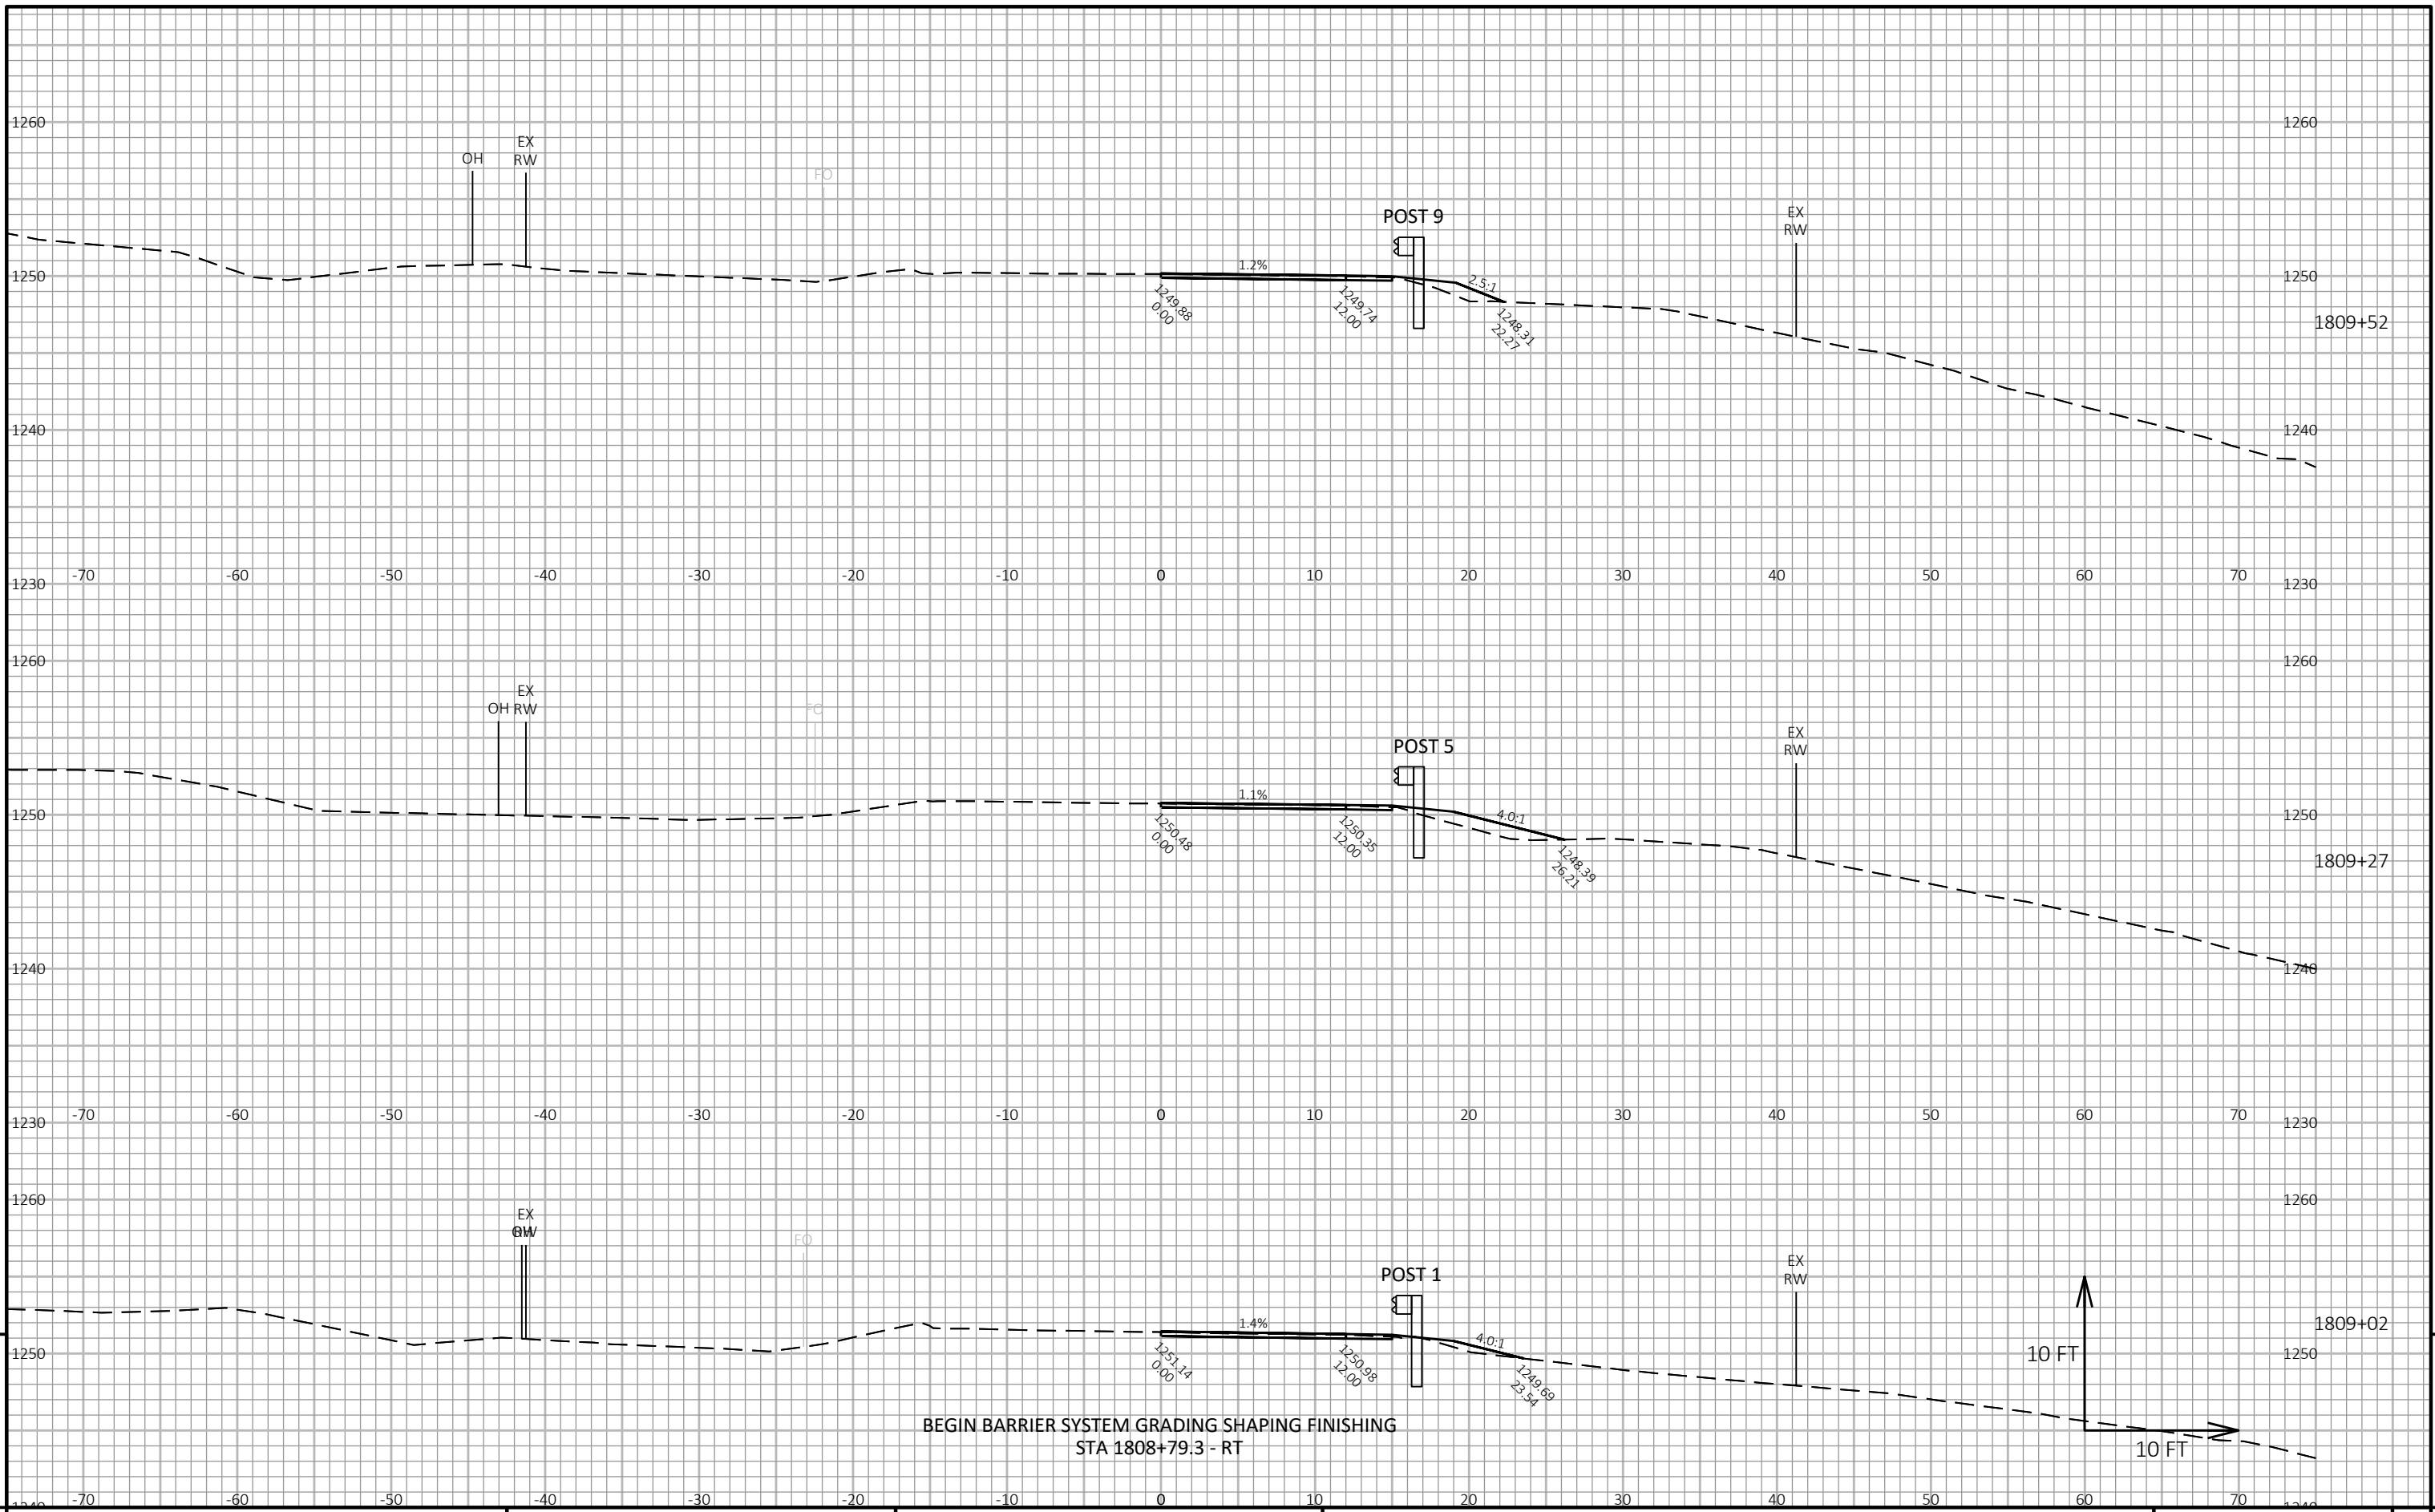 1260 1260
EX
OH RW
FO
POST 9
EX
RW
1250 1250
1.2%
2.5:1
1249.88
0.00
1249.74
12.00
1248.31
22.27
1809+52
1240 1240
-70 -60 -50 -40 -30 -20 -10 0 10 20 30 40 50 60 70
1230 1230
1260 1260
EX
OH RW
FO
POST 5
EX
RW
1250 1250
1.1%
4.0:1
1250.48
0.00
1250.35
12.00
1248.39
26.21
1809+27
1240 1240
-70 -60 -50 -40 -30 -20 -10 0 10 20 30 40 50 60 70
1230 1230
1260 1260
EX
OH RW
FO
POST 1
EX
RW
1250 1250
1.4%
4.0:1
1251.14
0.00
1250.98
12.00
1249.69
23.54
1809+02
10 FT
10 FT
BEGIN BARRIER SYSTEM GRADING SHAPING FINISHING
STA 1808+79.3 - RT
-70 -60 -50 -40 -30 -20 -10 0 10 20 30 40 50 60 70
1240 1240